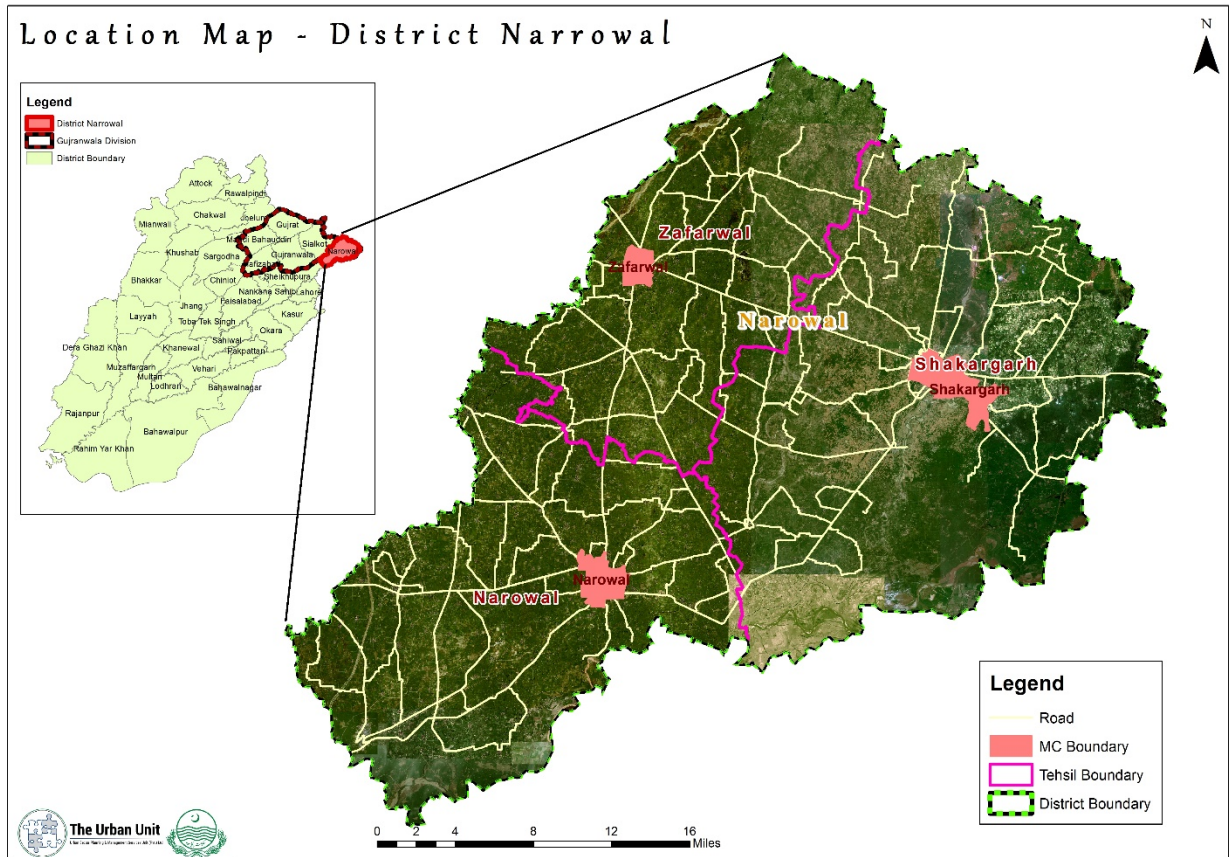 Location Map - District Narrowal
N
Legend
District Narrowal
Gujranwala Division
District Boundary
Attock
Rawalpindi
Chakwal
Jhelum
Mianwali
Gujrat
Mandi Bahauddin
Sialkot
Narowal
Khushab
Sargodha
Gujranwala
Hafizabad
Sheikhupura
Bhakkar
Chiniot
Nankana Sahib
Lahore
Faisalabad
Jhang
Kasur
Layyah
Toba Tek Singh
Okara
Sahiwal
Dera Ghazi Khan
Khanewal
Pakpattan
Muzaffargarh
Multan
Vehari
Lodhran
Bahawalnagar
Rajanpur
Bahawalpur
Rahim Yar Khan
Zafarwal
Zafarwal
Narowal
Shakargarh
Shakargarh
Narowal
Narowal
Legend
Road
MC Boundary
Tehsil Boundary
District Boundary
The Urban Unit
0 2 4 8 12 16
Miles